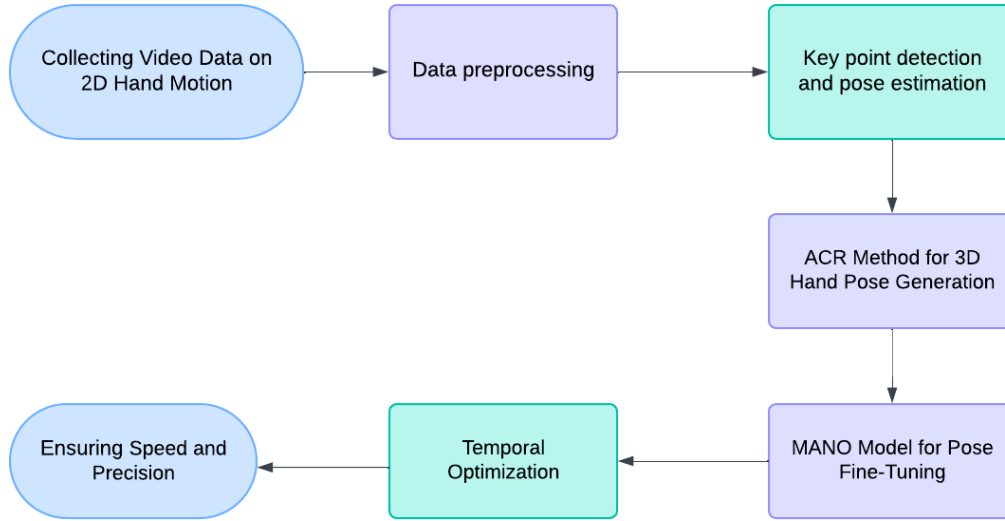 Collecting Video Data on
2D Hand Motion
Data preprocessing
Key point detection
and pose estimation
ACR Method for 3D
Hand Pose Generation
MANO Model for Pose
Fine-Tuning
Temporal
Optimization
Ensuring Speed and
Precision